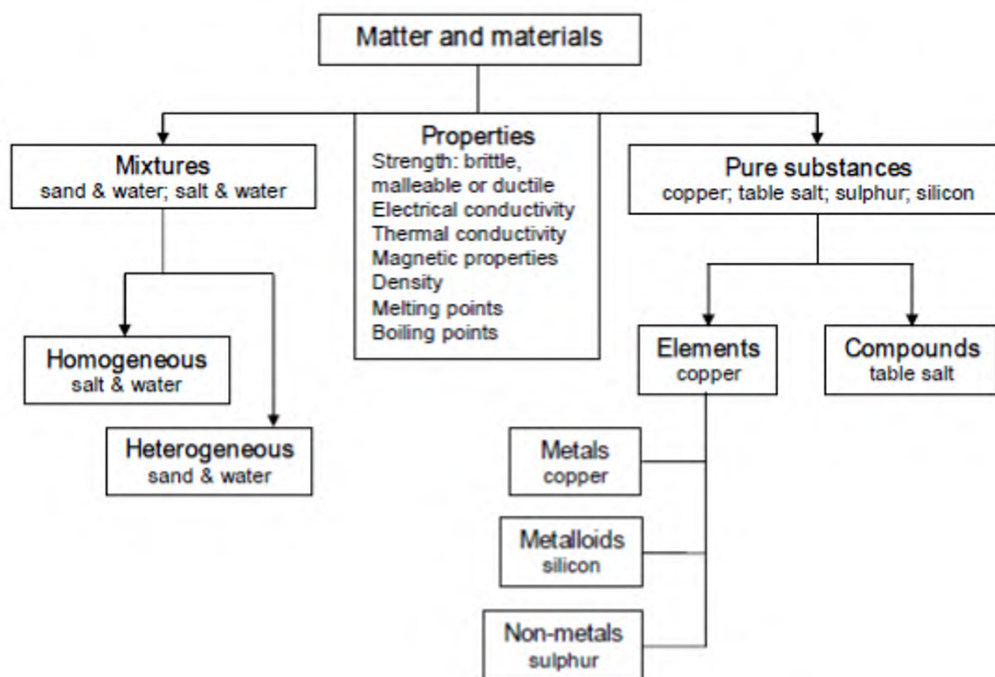 Matter and materials
Mixtures
sand & water; salt & water
Properties
Strength: brittle,
malleable or ductile
Electrical conductivity
Thermal conductivity
Magnetic properties
Density
Melting points
Boiling points
Pure substances
copper; table salt; sulphur; silicon
Homogeneous
salt & water
Heterogeneous
sand & water
Elements
copper
Compounds
table salt
Metals
copper
Metalloids
silicon
Non-metals
sulphur